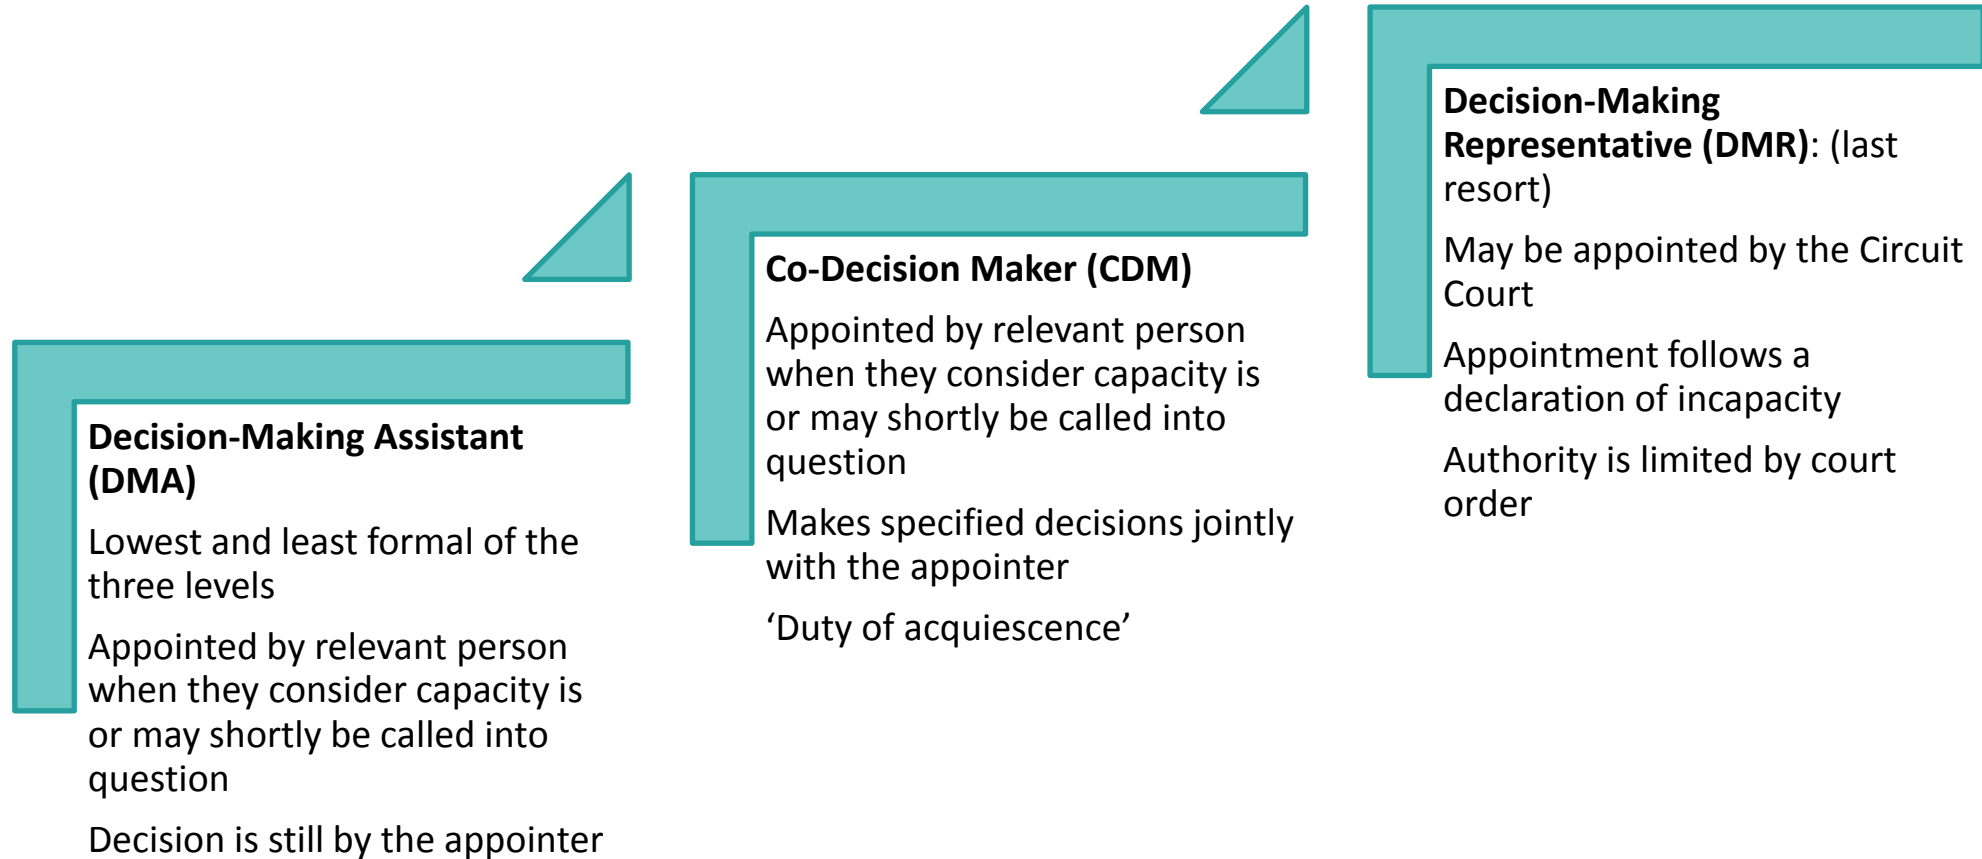 Decision-Making Assistant
(DMA)
Lowest and least formal of the
three levels
Appointed by relevant person
when they consider capacity is
or may shortly be called into
question
Decision is still by the appointer
Co-Decision Maker (CDM)
Appointed by relevant person
when they consider capacity is
or may shortly be called into
question
Makes specified decisions jointly
with the appointer
‘Duty of acquiescence’
Decision-Making
Representative (DMR): (last
resort)
May be appointed by the Circuit
Court
Appointment follows a
declaration of incapacity
Authority is limited by court
order